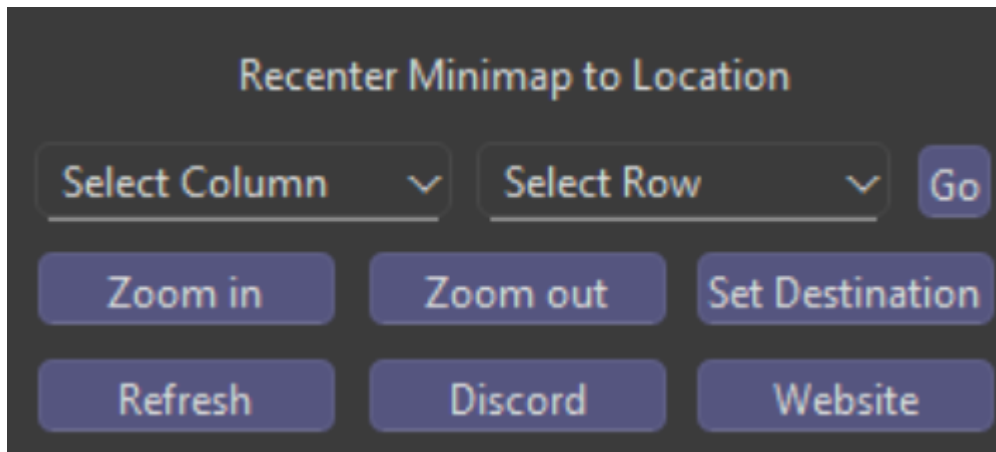 Recenter Minimap to Location
Select Column Select Row Go
Zoom in Zoom out Set Destination
Refresh Discord Website